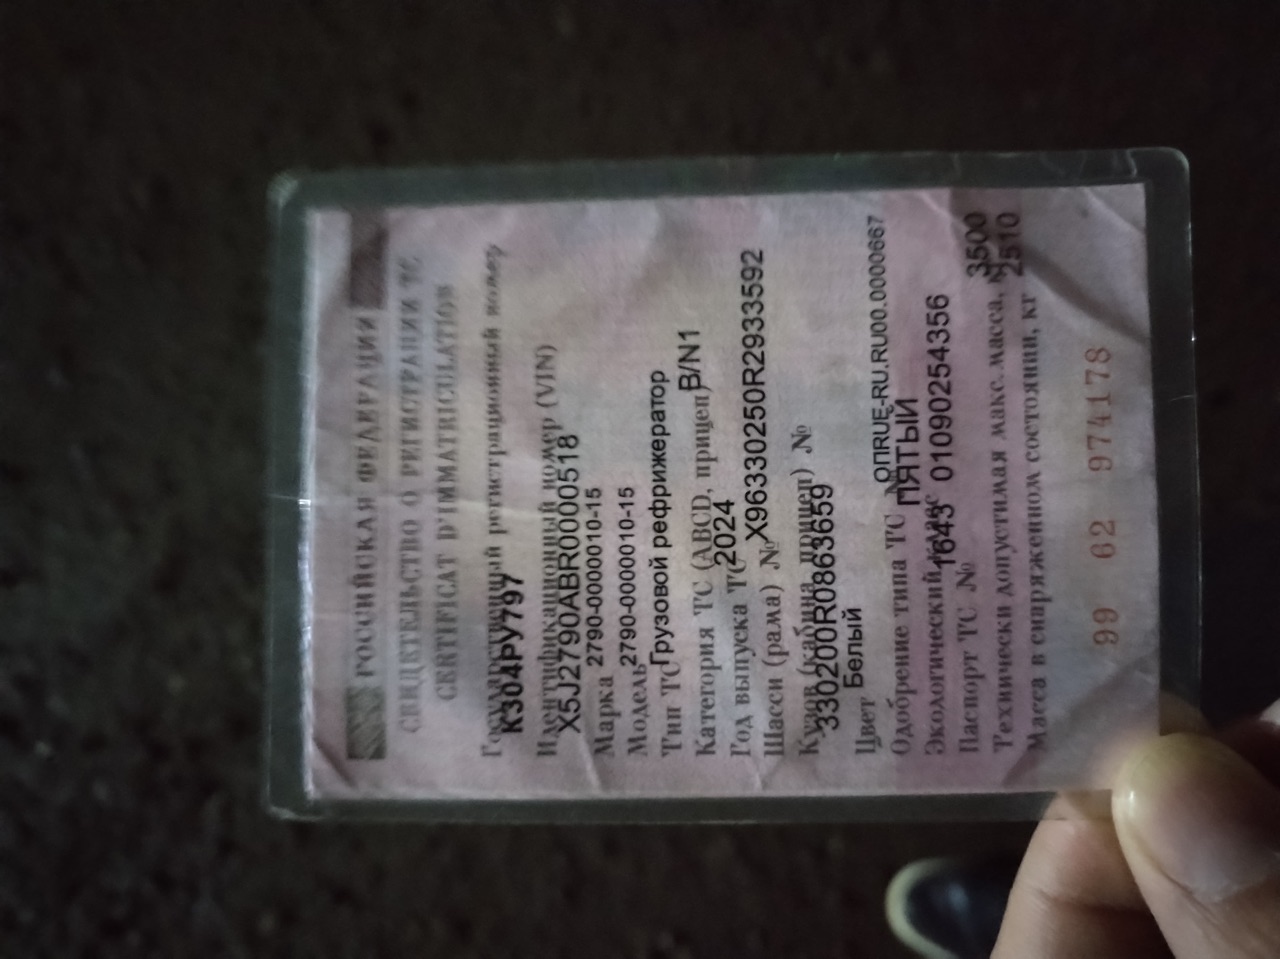 РОССИЙСКАЯ ФЕДЕРАЦИЯ
СВИДЕТЕЛЬСТВО О РЕГИСТРАЦИИ ТС
CERTIFICAT D'IMMATRICULATION
Государственный регистрационный номер
К304РУ797
Идентификационный номер (VIN)
X5J2790ABR0000518
Марка 2790-0000010-15
Модель 2790-0000010-15
Тип ТС Грузовой рефрижератор
Категория ТС (ABCD, прицеп) B/N1
Год выпуска ТС 2024
Шасси (рама) № X96330250R2933592
Кузов (кабина, прицеп) №
330200R0863659
Цвет Белый
Одобрение типа ТС № ОПRUE-RU.RU00.0000667
Экологический класс ПЯТЫЙ
Паспорт ТС № 1643 01090254356
Технически допустимая макс. масса, кг 3500
Масса в снаряженном состоянии, кг 2510
99 62 974178